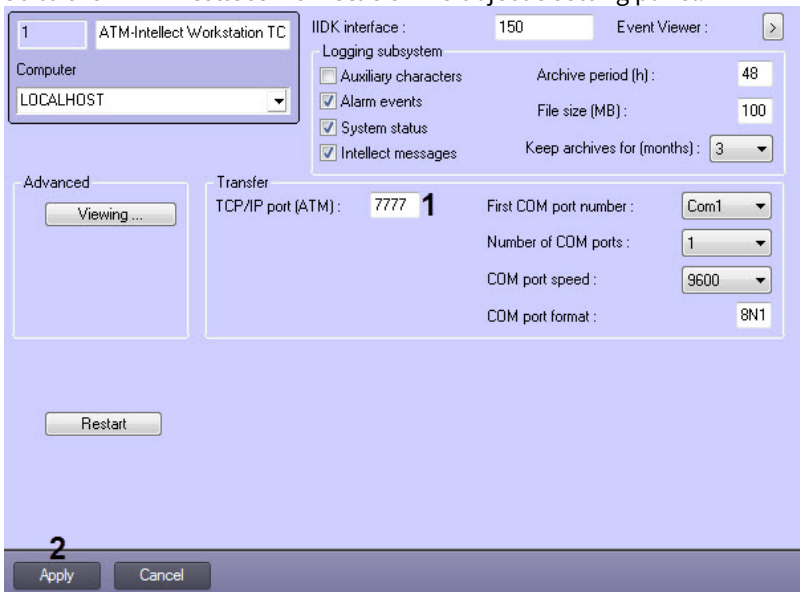 1 ATM-Intellect Workstation TC
Computer
LOCALHOST
IIDK interface : 150 Event Viewer : >
Logging subsystem
Auxiliary characters Archive period (h) : 48
Alarm events File size (MB) : 100
System status
Intellect messages Keep archives for (months) : 3
Advanced
Viewing ...
Transfer
TCP/IP port (ATM) : 7777 1 First COM port number : Com1
Number of COM ports : 1
COM port speed : 9600
COM port format : 8N1
Restart
2
Apply Cancel